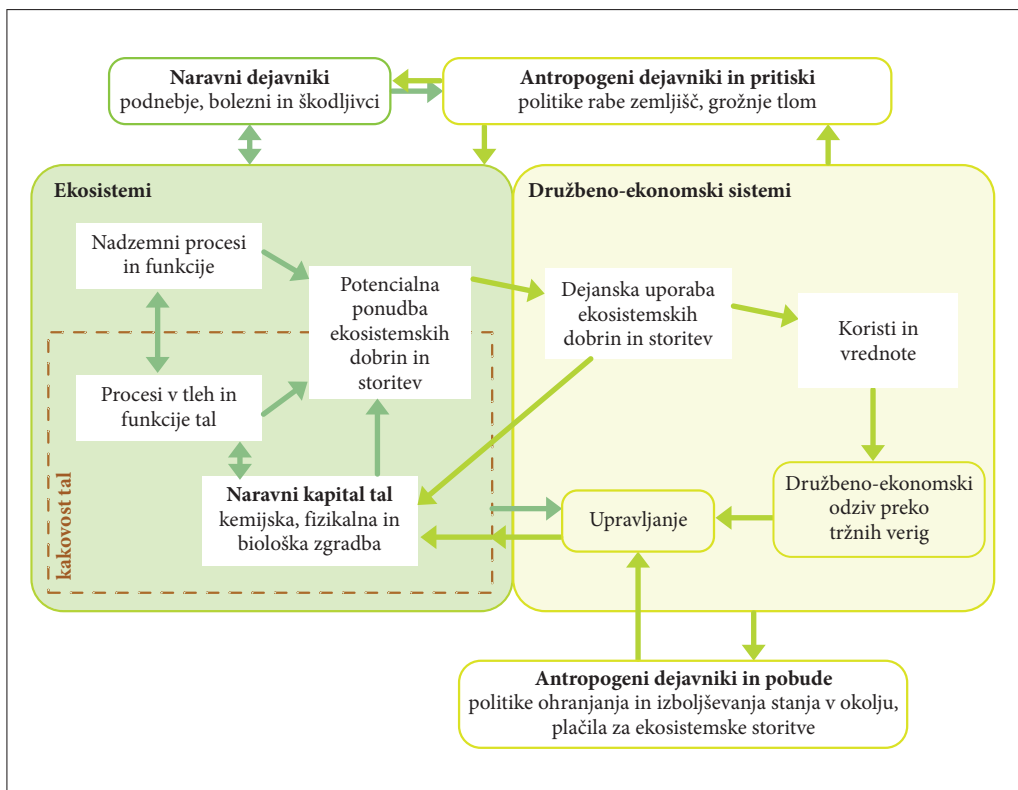 Naravni dejavniki
podnebje, bolezni in škodljivci
Antropogeni dejavniki in pritiski
politike rabe zemljišč, grožnje tlom
Ekosistemi
Nadzemni procesi
in funkcije
Potencialna
ponudba
ekosistemskih
dobrin in
storitev
Procesi v tleh in
funkcije tal
Naravni kapital tal
kemijska, fizikalna in
biološka zgradba
kakovost tal
Družbeno-ekonomski sistemi
Dejanska uporaba
ekosistemskih
dobrin in storitev
Koristi in
vrednote
Družbeno-ekonomski
odziv preko
tržnih verig
Upravljanje
Antropogeni dejavniki in pobude
politike ohranjanja in izboljševanja stanja v okolju,
plačila za ekosistemske storitve